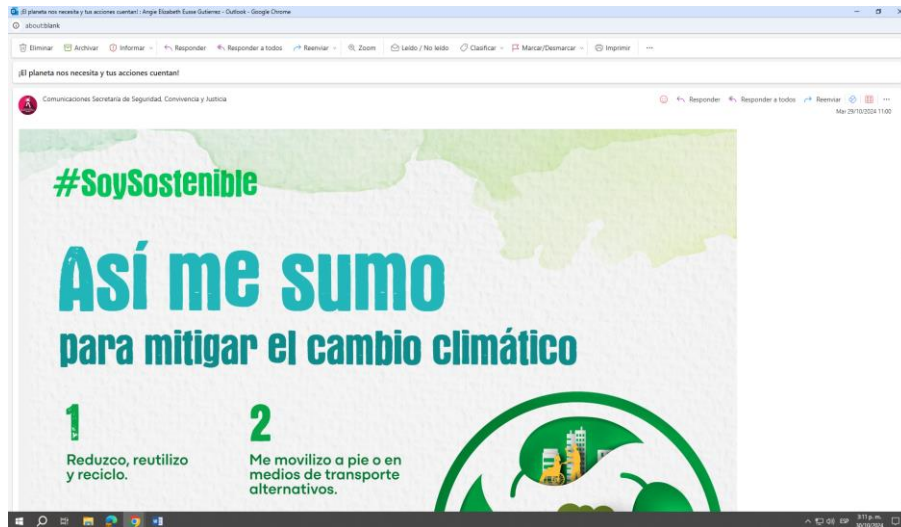 ¡El planeta nos necesita y tus acciones cuentan! : Angie Elizabeth Eusse Gutierrez - Outlook - Google Chrome
about:blank
Eliminar Archivar Informar Responder Responder a todos Reenviar Zoom Leído / No leído Clasificar Marcar/Desmarcar Imprimir ...
¡El planeta nos necesita y tus acciones cuentan!
Comunicaciones Secretaría de Seguridad, Convivencia y Justicia
Responder Responder a todos Reenviar ...
Mar 29/10/2024 11:00
#SoySostenible
Así me sumo
para mitigar el cambio climático
1
Reduzco, reutilizo
y reciclo.
2
Me movilizo a pie o en
medios de transporte
alternativos.
ESP
3:11 p. m.
30/10/2024